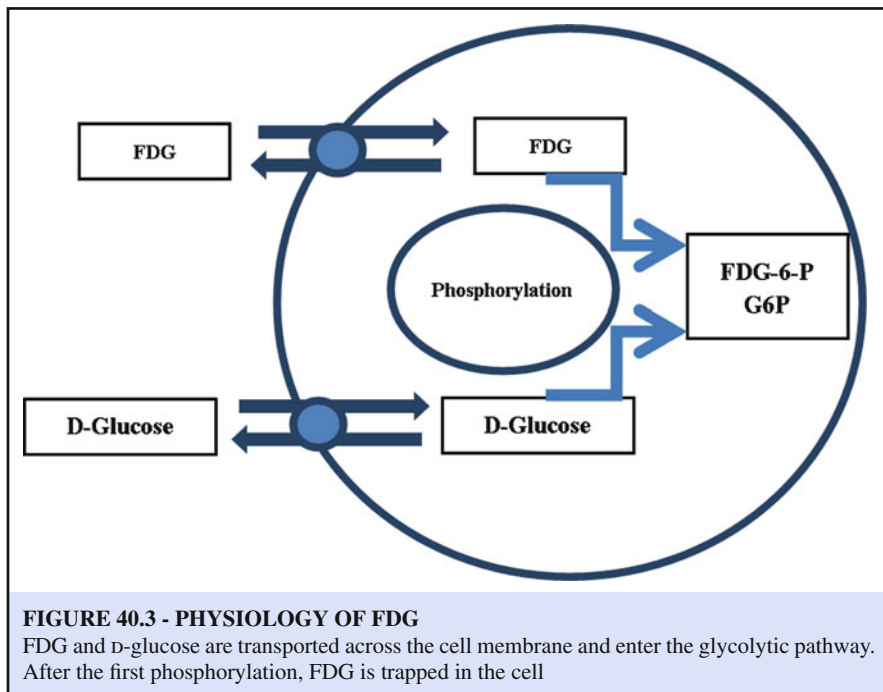 FDG
FDG
Phosphorylation
FDG-6-P
G6P
D-Glucose
D-Glucose
FIGURE 40.3 - PHYSIOLOGY OF FDG
FDG and D-glucose are transported across the cell membrane and enter the glycolytic pathway.
After the first phosphorylation, FDG is trapped in the cell